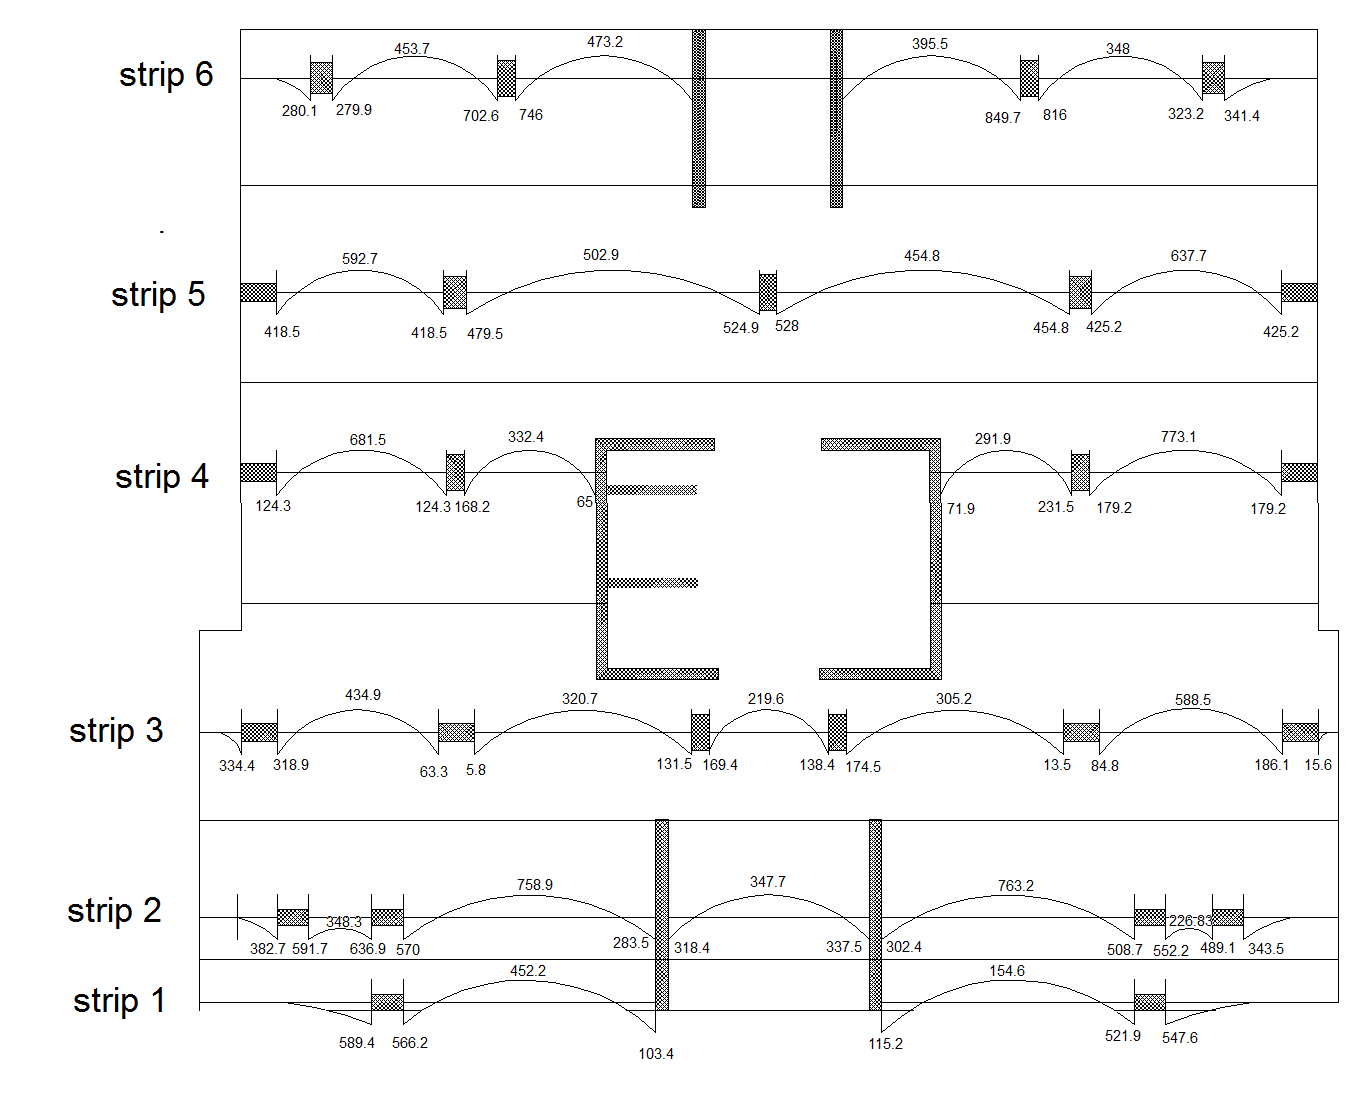 453.7 473.2 395.5 348
strip 6
280.1 279.9 702.6 746 849.7 816 323.2 341.4
592.7 502.9 454.8 637.7
strip 5
418.5 418.5 479.5 524.9 528 454.8 425.2 425.2
681.5 332.4 291.9 773.1
strip 4
124.3 124.3 168.2 65 71.9 231.5 179.2 179.2
434.9 320.7 219.6 305.2 588.5
strip 3
334.4 318.9 63.3 5.8 131.5 169.4 138.4 174.5 13.5 84.8 186.1 15.6
758.9 347.7 763.2
strip 2 348.3 226.83
382.7 591.7 636.9 570 283.5 318.4 337.5 302.4 508.7 552.2 489.1 343.5
452.2 154.6
strip 1
589.4 566.2 103.4 115.2 521.9 547.6